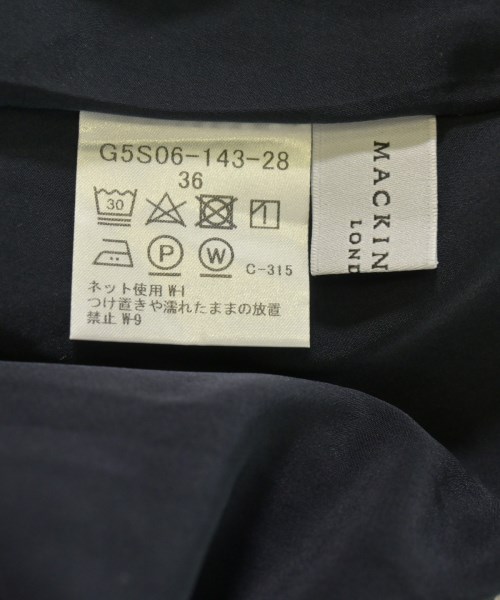 G5S06-143-28
36
30
P
W
C-315
ネット使用 W-1
つけ置きや濡れたままの放置
禁止 W-9
MACKIN
LOND